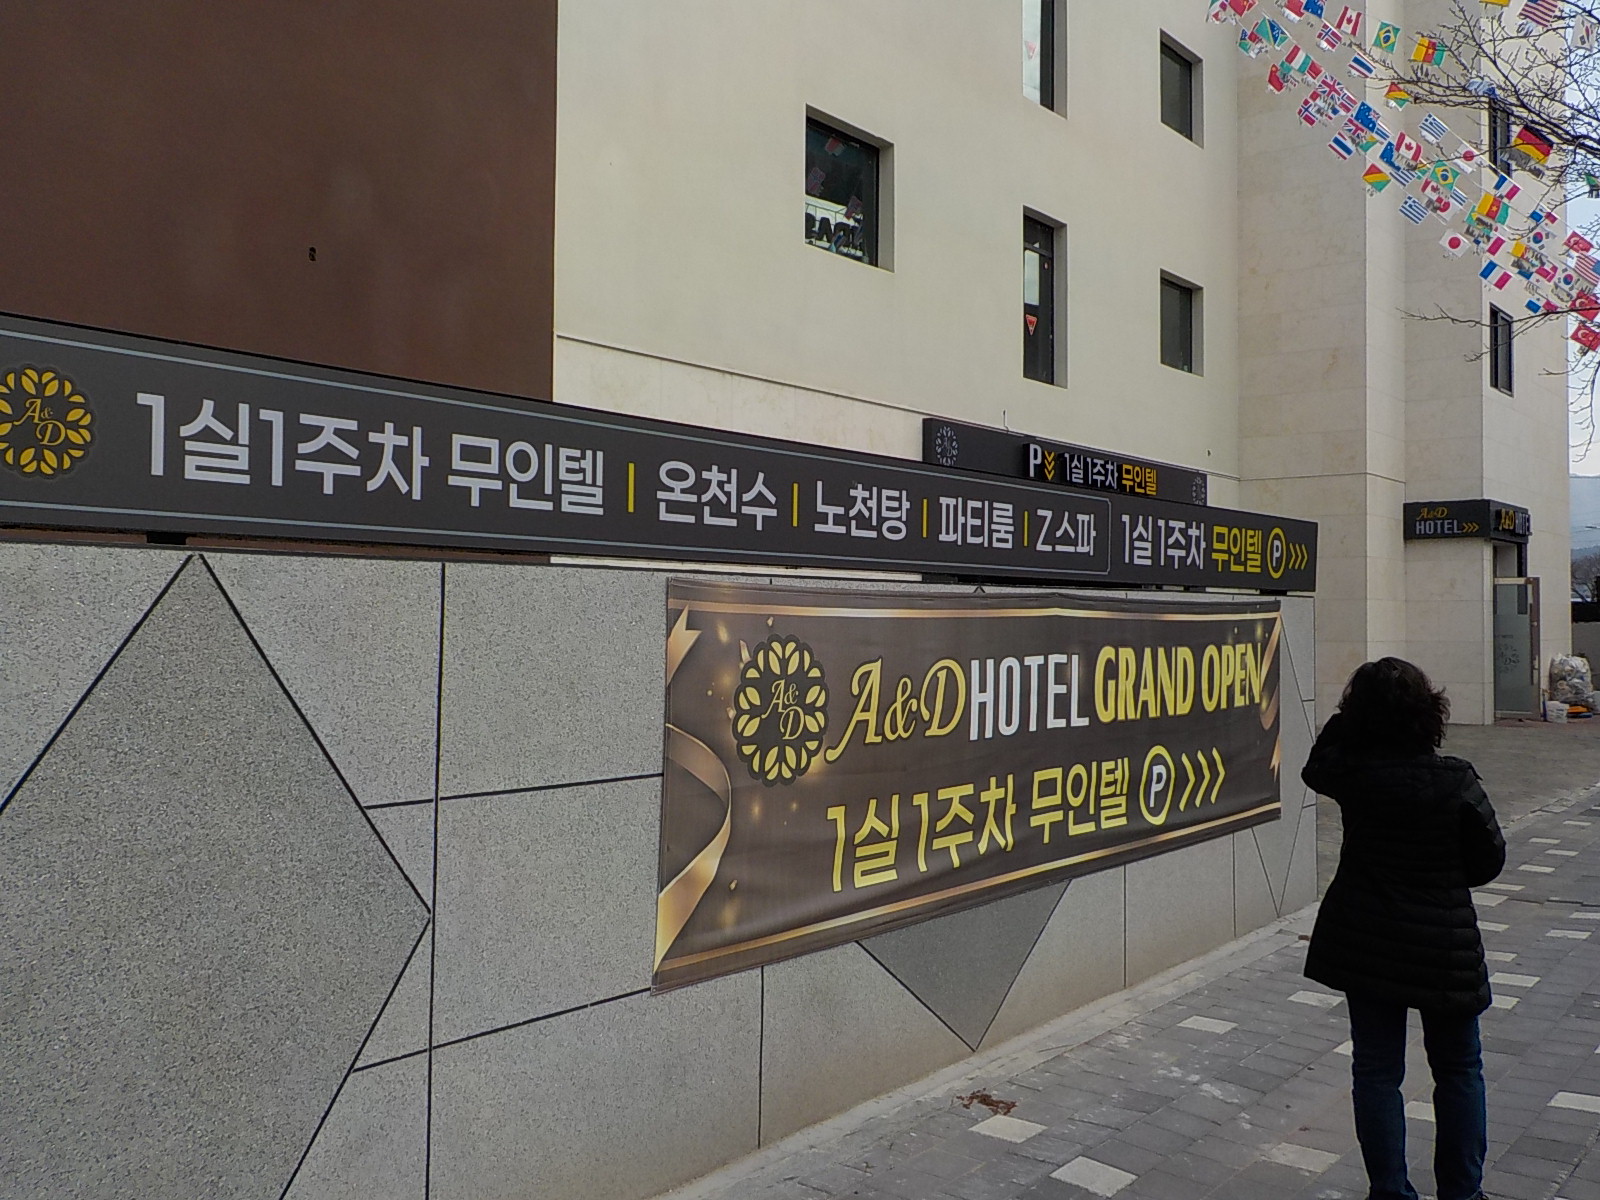 A&D
1실1주차 무인텔 | 온천수 | 노천탕 | 파티룸 | Z스파 1실 1주차 무인텔 P >>>
P 1실 1주차 무인텔
A&D
HOTEL >>>
A&D HOTEL
A&D
A&D HOTEL GRAND OPEN
1실 1주차 무인텔 P >>>